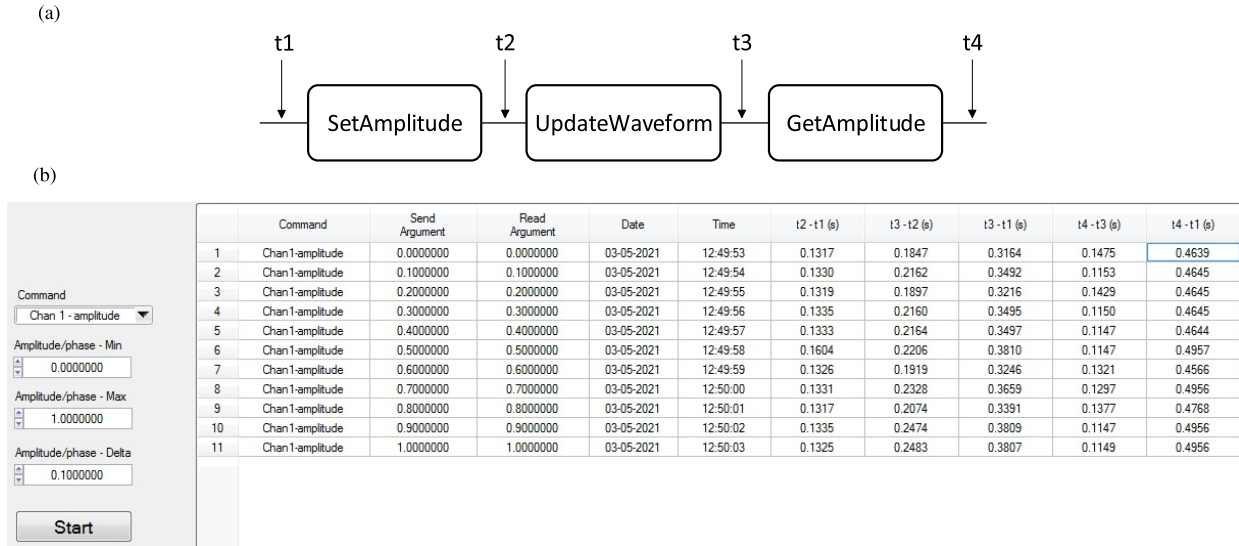 (a)
t1 t2 t3 t4
SetAmplitude UpdateWaveform GetAmplitude
(b)
Command
Chan 1 - amplitude
Amplitude/phase - Min
0.0000000
Amplitude/phase - Max
1.0000000
Amplitude/phase - Delta
0.1000000
Start
Command Send Argument Read Argument Date Time t2 -t1 (s) t3 -t2 (s) t3 -t1 (s) t4 -t3 (s) t4 -t1 (s)
1 Chan1-amplitude 0.0000000 0.0000000 03-05-2021 12:49:53 0.1317 0.1847 0.3164 0.1475 0.4639
2 Chan1-amplitude 0.1000000 0.1000000 03-05-2021 12:49:54 0.1330 0.2162 0.3492 0.1153 0.4645
3 Chan1-amplitude 0.2000000 0.2000000 03-05-2021 12:49:55 0.1319 0.1897 0.3216 0.1429 0.4645
4 Chan1-amplitude 0.3000000 0.3000000 03-05-2021 12:49:56 0.1335 0.2160 0.3495 0.1150 0.4645
5 Chan1-amplitude 0.4000000 0.4000000 03-05-2021 12:49:57 0.1333 0.2164 0.3497 0.1147 0.4644
6 Chan1-amplitude 0.5000000 0.5000000 03-05-2021 12:49:58 0.1604 0.2206 0.3810 0.1147 0.4957
7 Chan1-amplitude 0.6000000 0.6000000 03-05-2021 12:49:59 0.1326 0.1919 0.3246 0.1321 0.4566
8 Chan1-amplitude 0.7000000 0.7000000 03-05-2021 12:50:00 0.1331 0.2328 0.3659 0.1297 0.4956
9 Chan1-amplitude 0.8000000 0.8000000 03-05-2021 12:50:01 0.1317 0.2074 0.3391 0.1377 0.4768
10 Chan1-amplitude 0.9000000 0.9000000 03-05-2021 12:50:02 0.1335 0.2474 0.3809 0.1147 0.4956
11 Chan1-amplitude 1.0000000 1.0000000 03-05-2021 12:50:03 0.1325 0.2483 0.3807 0.1149 0.4956